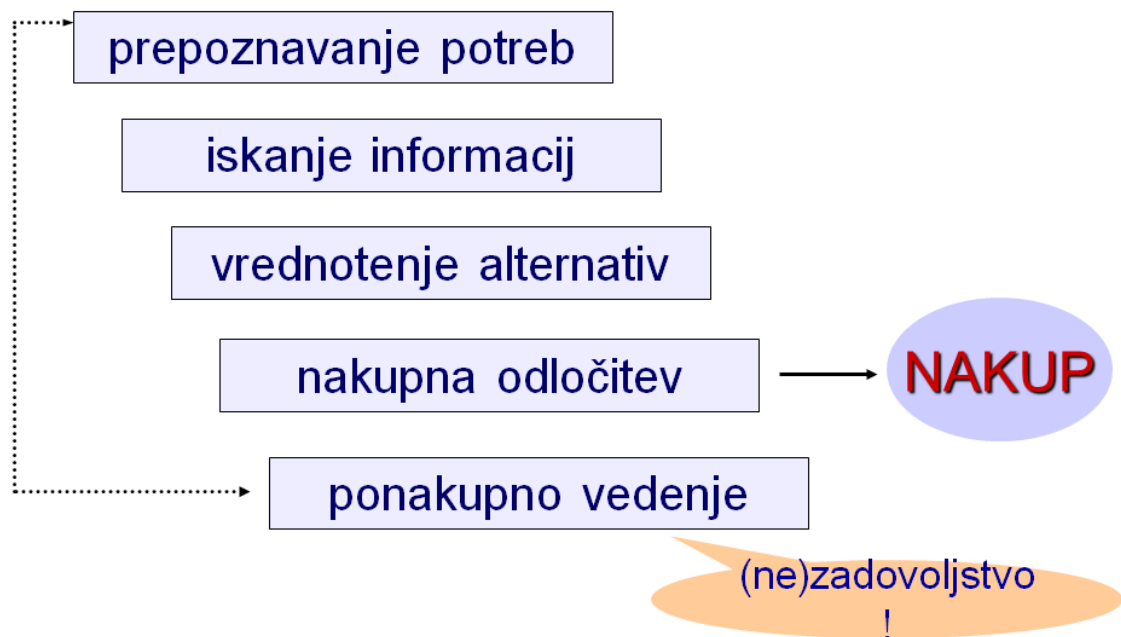 prepoznavanje potreb
iskanje informacij
vrednotenje alternativ
nakupna odločitev
NAKUP
ponakupno vedenje
(ne)zadovoljstvo
!